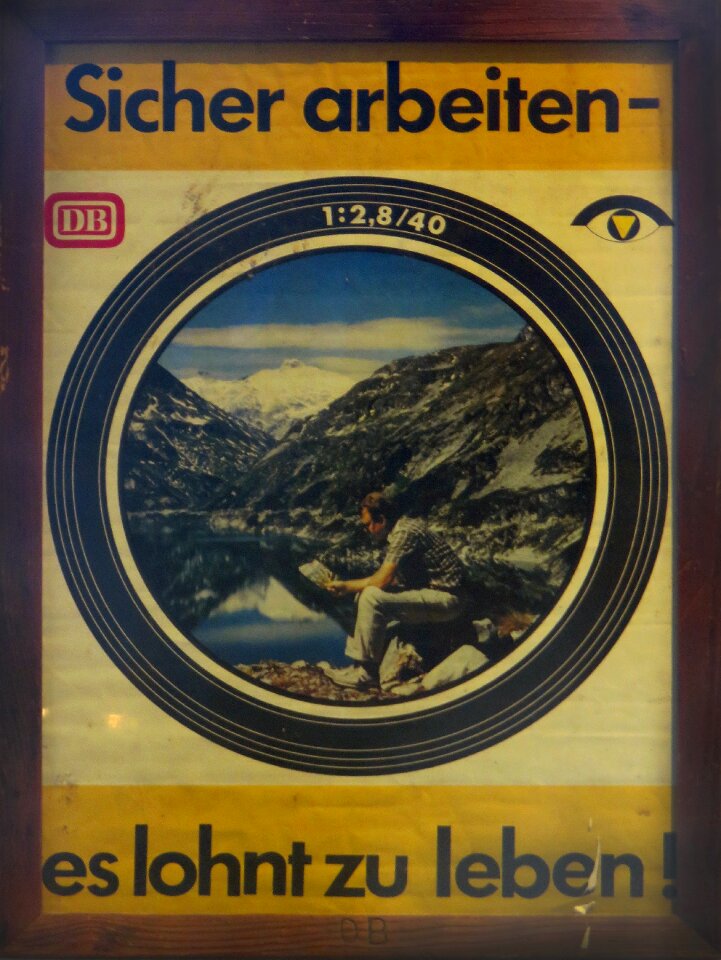 Sicher arbeiten-
DB
1:2,8/40
es lohnt zu leben!
DB